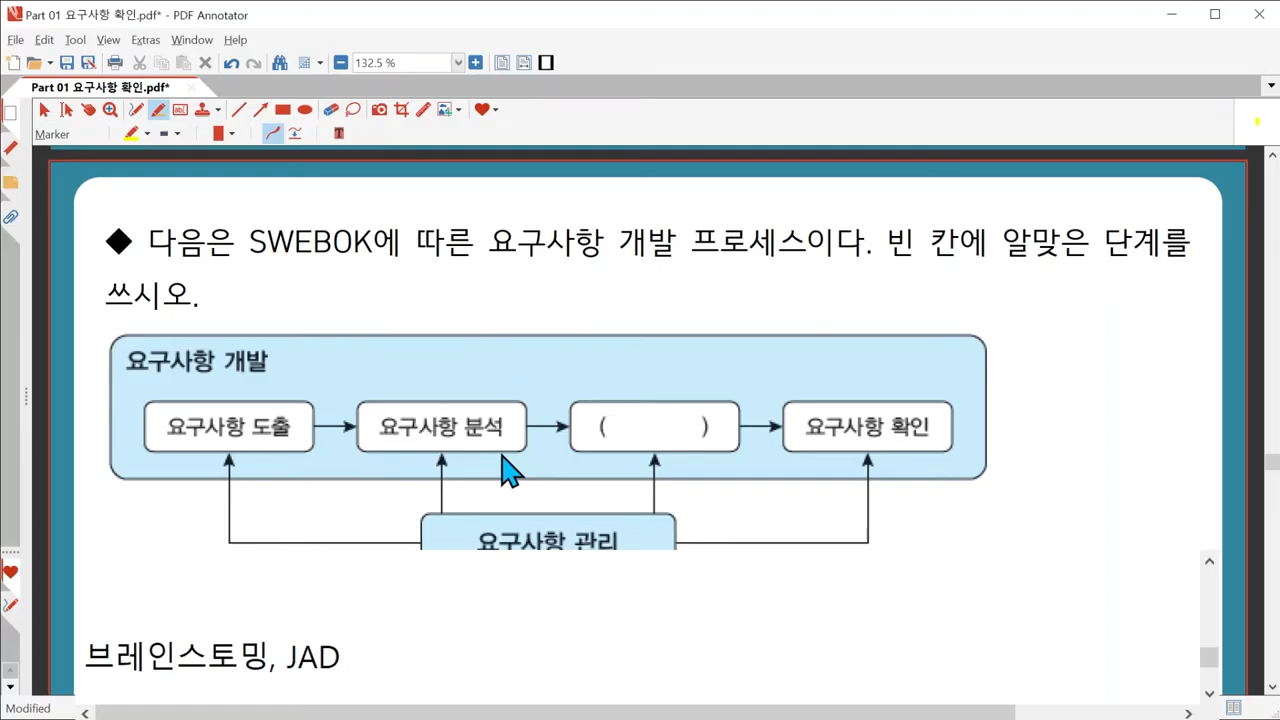 Part 01 요구사항 확인.pdf* - PDF Annotator
File Edit Tool View Extras Window Help
132.5 %
Part 01 요구사항 확인.pdf*
Marker
◆ 다음은 SWEBOK에 따른 요구사항 개발 프로세스이다. 빈 칸에 알맞은 단계를
쓰시오.
요구사항 개발
요구사항 도출
요구사항 분석
( )
요구사항 확인
요구사항 관리
브레인스토밍, JAD
Modified